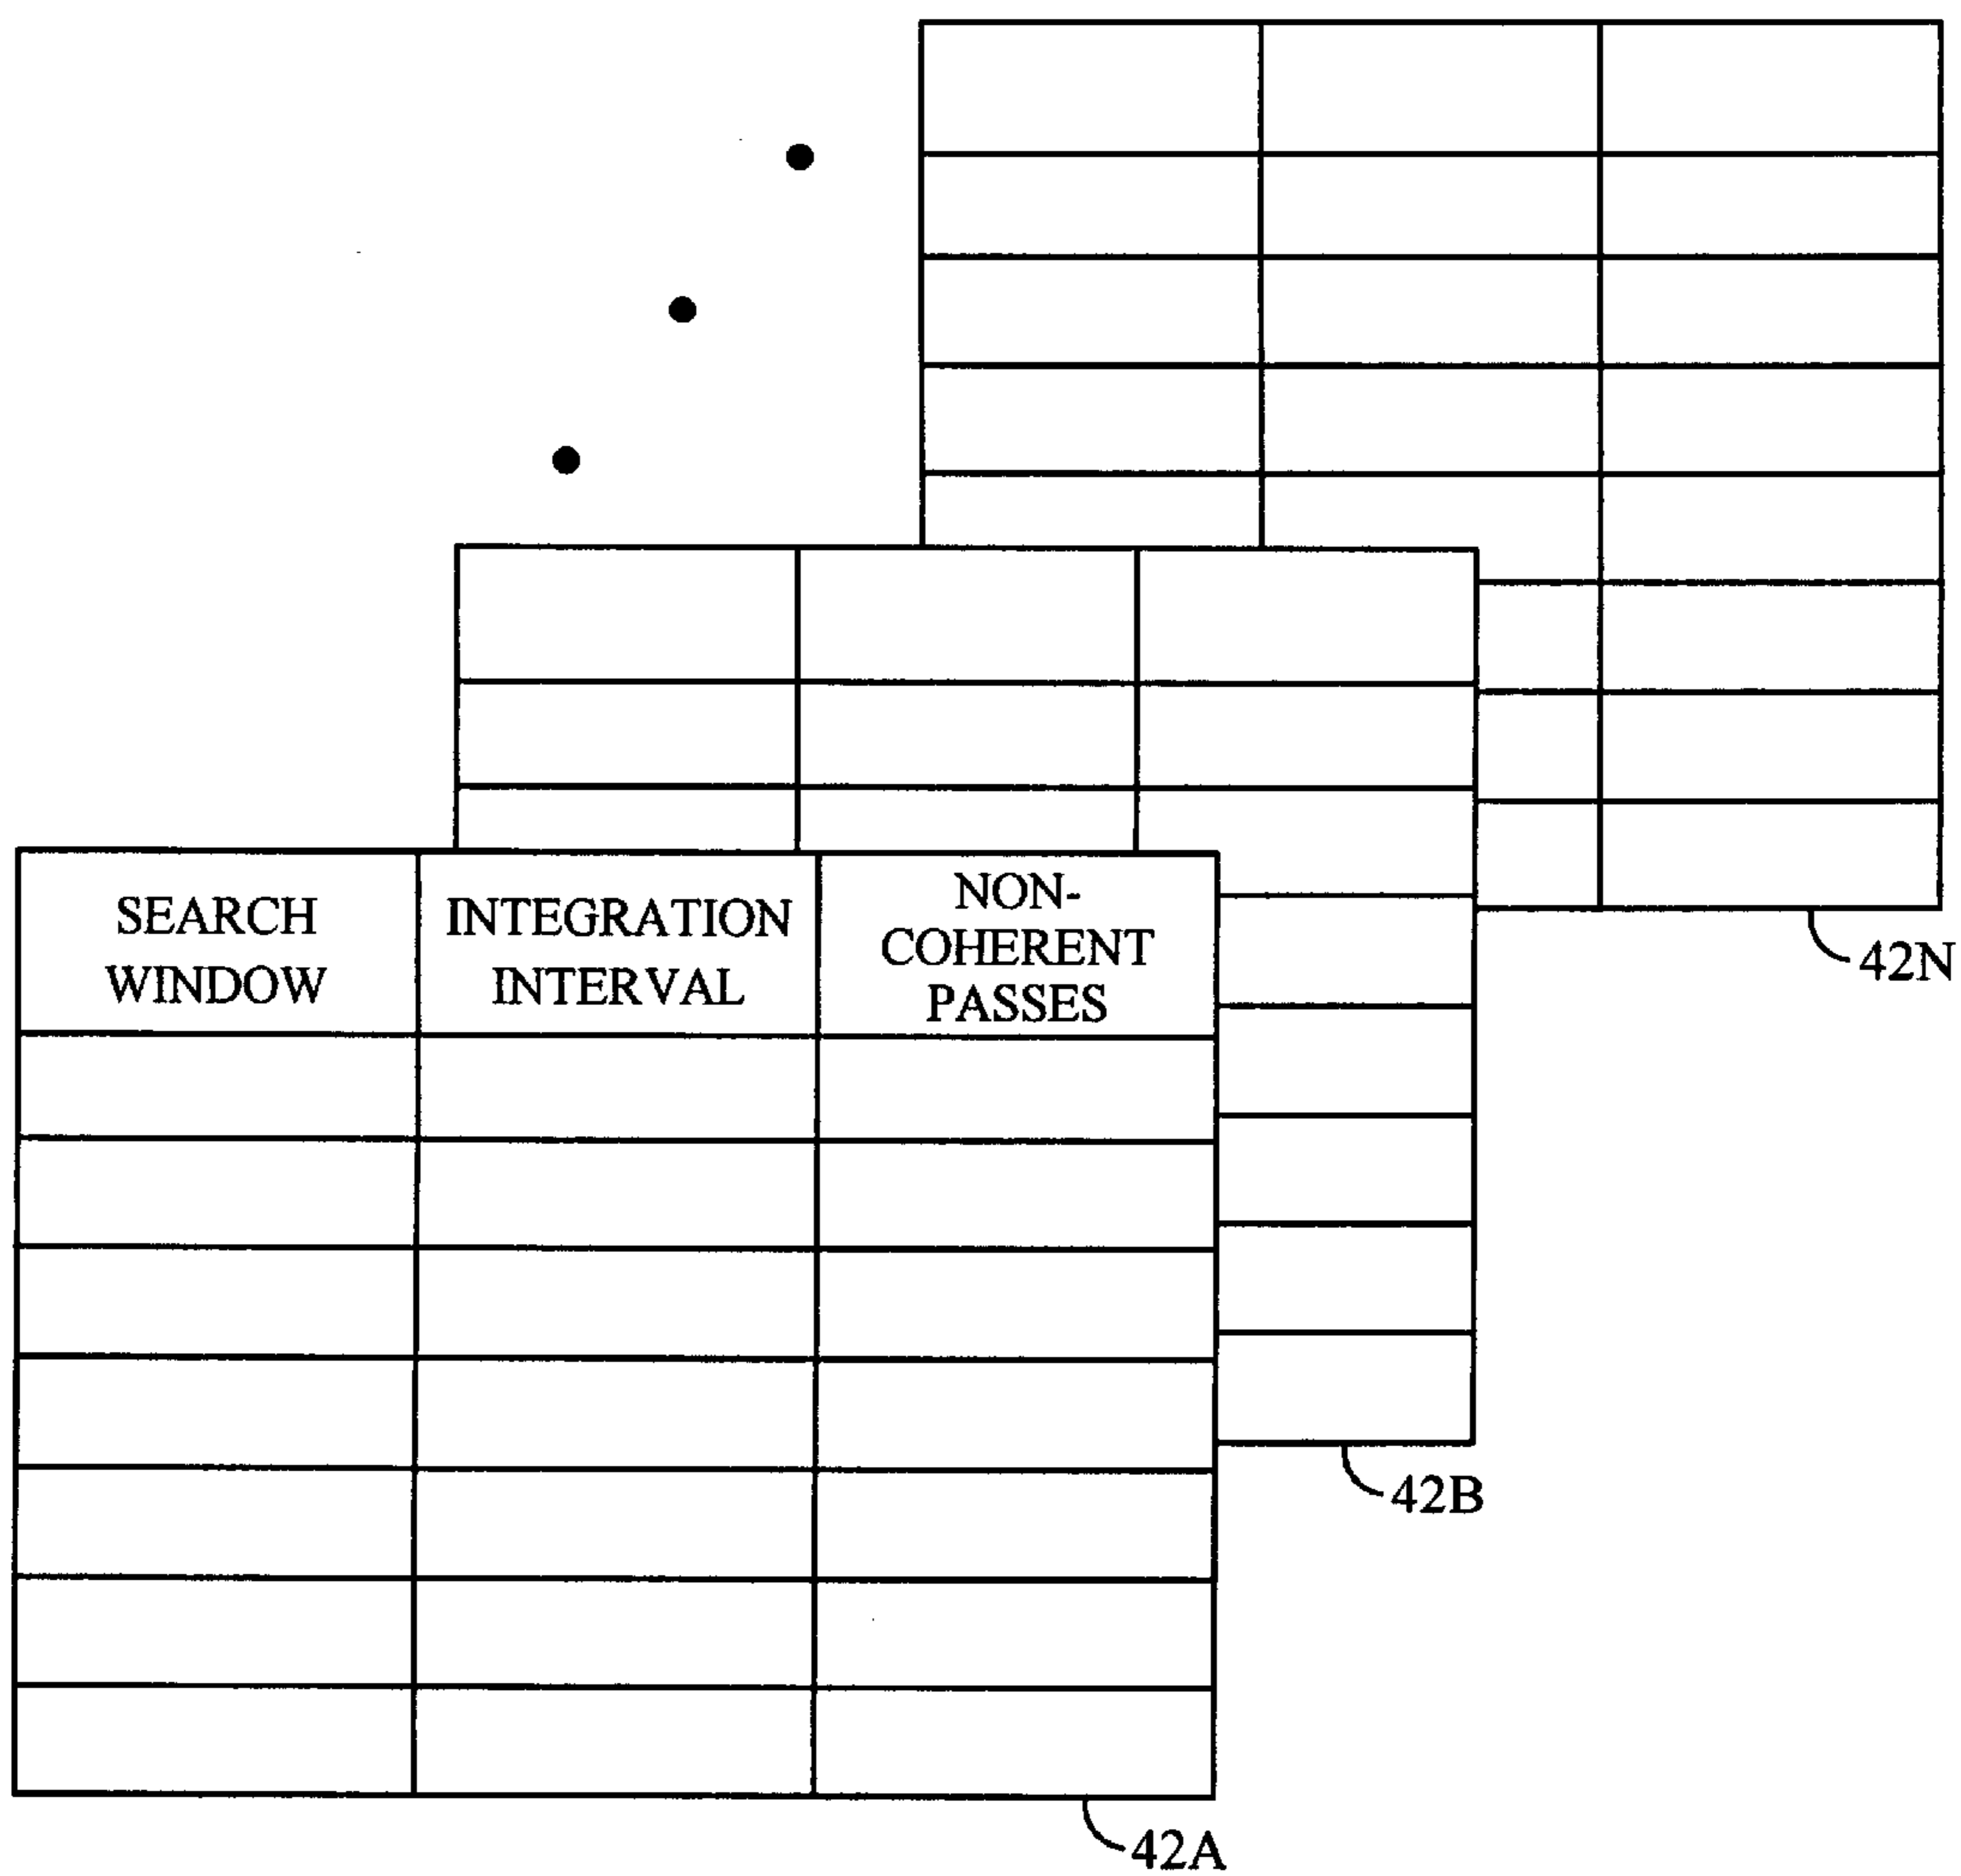 SEARCH
WINDOW
INTEGRATION
INTERVAL
NON-
COHERENT
PASSES
42N
42B
42A